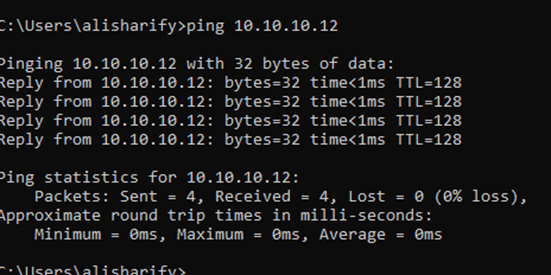 C:\Users\alisharify>ping 10.10.10.12
Pinging 10.10.10.12 with 32 bytes of data:
Reply from 10.10.10.12: bytes=32 time<1ms TTL=128
Reply from 10.10.10.12: bytes=32 time<1ms TTL=128
Reply from 10.10.10.12: bytes=32 time<1ms TTL=128
Reply from 10.10.10.12: bytes=32 time<1ms TTL=128
Ping statistics for 10.10.10.12:
Packets: Sent = 4, Received = 4, Lost = 0 (0% loss),
Approximate round trip times in milli-seconds:
Minimum = 0ms, Maximum = 0ms, Average = 0ms
C:\Users\alisharify>